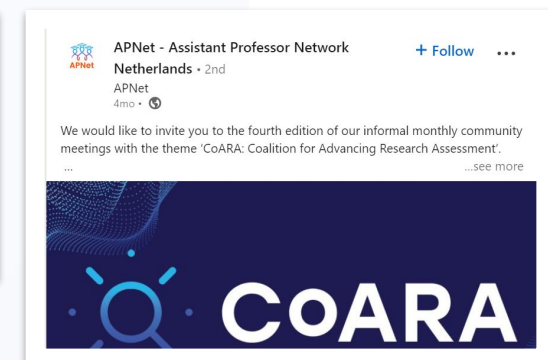 APNet
APNet - Assistant Professor Network
Netherlands • 2nd
APNet
4mo •
+ Follow ...
We would like to invite you to the fourth edition of our informal monthly community
meetings with the theme ‘CoARA: Coalition for Advancing Research Assessment’.
...
...see more
CoARA